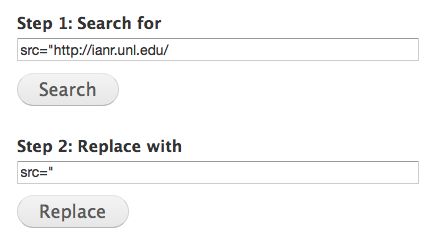 Step 1: Search for
src="http://ianr.unl.edu/
Search
Step 2: Replace with
src="
Replace